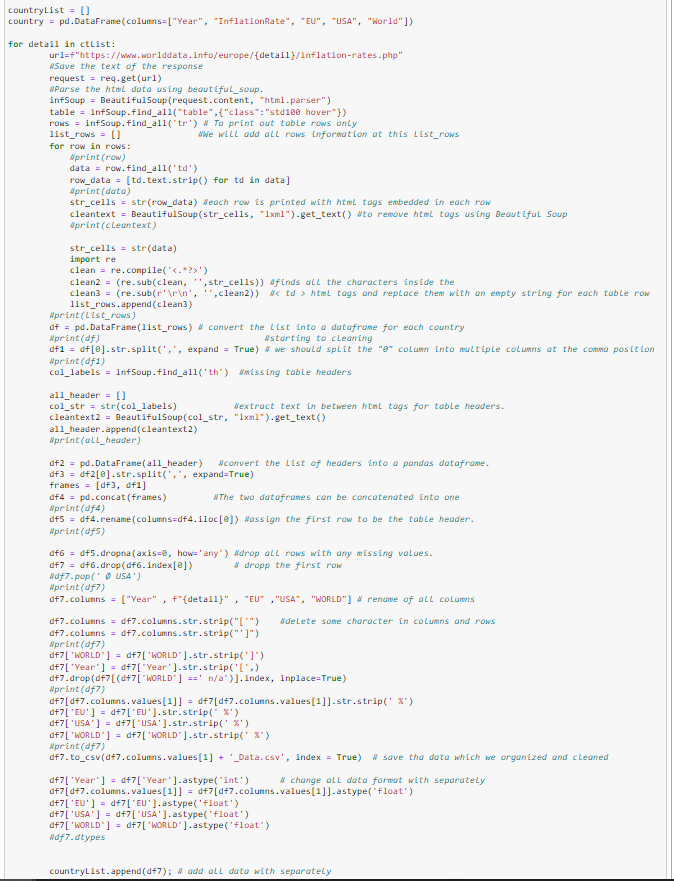 countryList = []
country = pd.DataFrame(columns=["Year", "InflationRate", "EU", "USA", "World"])
for detail in ctList:
url=f"https://www.worlddata.info/europe/{detail}/inflation-rates.php"
#Save the text of the response
request = req.get(url)
#Parse the html data using beautiful_soup.
infSoup = BeautifulSoup(request.content, "html.parser")
table = infSoup.find_all("table",{"class":"std100 hover"})
rows = infSoup.find_all('tr') # To print out table rows only
list_rows = [] #We will add all rows information at this list_rows
for row in rows:
#print(row)
data = row.find_all('td')
row_data = [td.text.strip() for td in data]
#print(data)
str_cells = str(row_data) #each row is printed with html tags embedded in each row
cleantext = BeautifulSoup(str_cells, "lxml").get_text() #to remove html tags using Beautiful Soup
#print(cleantext)
str_cells = str(data)
import re
clean = re.compile('<.*?>')
clean2 = (re.sub(clean, '',str_cells)) #finds all the characters inside the
clean3 = (re.sub(r'\r\n', '',clean2)) #< td > html tags and replace them with an empty string for each table row
list_rows.append(clean3)
#print(list_rows)
df = pd.DataFrame(list_rows) # convert the list into a dataframe for each country
#print(df) #starting to cleaning
df1 = df[0].str.split(',', expand = True) # we should split the "0" column into multiple columns at the comma position
#print(df1)
col_labels = infSoup.find_all('th') #missing table headers
all_header = []
col_str = str(col_labels) #extract text in between html tags for table headers.
cleantext2 = BeautifulSoup(col_str, "lxml").get_text()
all_header.append(cleantext2)
#print(all_header)
df2 = pd.DataFrame(all_header) #convert the list of headers into a pandas dataframe.
df3 = df2[0].str.split(',', expand=True)
frames = [df3, df1]
df4 = pd.concat(frames) #The two dataframes can be concatenated into one
#print(df4)
df5 = df4.rename(columns=df4.iloc[0]) #assign the first row to be the table header.
#print(df5)
df6 = df5.dropna(axis=0, how='any') #drop all rows with any missing values.
df7 = df6.drop(df6.index[0]) # dropp the first row
#df7.pop(' Ø USA')
#print(df7)
df7.columns = ["Year" , f"{detail}" , "EU" ,"USA", "WORLD"] # rename of all columns
df7.columns = df7.columns.str.strip("['") #deLete some character in columns and rows
df7.columns = df7.columns.str.strip("']")
#print(df7)
df7['WORLD'] = df7['WORLD'].str.strip(']')
df7['Year'] = df7['Year'].str.strip('[',)
df7.drop(df7[(df7['WORLD'] ==' n/a')].index, inplace=True)
#print(df7)
df7[df7.columns.values[1]] = df7[df7.columns.values[1]].str.strip(' %')
df7['EU'] = df7['EU'].str.strip(' %')
df7['USA'] = df7['USA'].str.strip(' %')
df7['WORLD'] = df7['WORLD'].str.strip(' %')
#print(df7)
df7.to_csv(df7.columns.values[1] + '_Data.csv', index = True) # save tha data which we organized and cleaned
df7['Year'] = df7['Year'].astype('int') # change all data format with separately
df7[df7.columns.values[1]] = df7[df7.columns.values[1]].astype('float')
df7['EU'] = df7['EU'].astype('float')
df7['USA'] = df7['USA'].astype('float')
df7['WORLD'] = df7['WORLD'].astype('float')
#df7.dtypes
countryList.append(df7); # add all data with separately